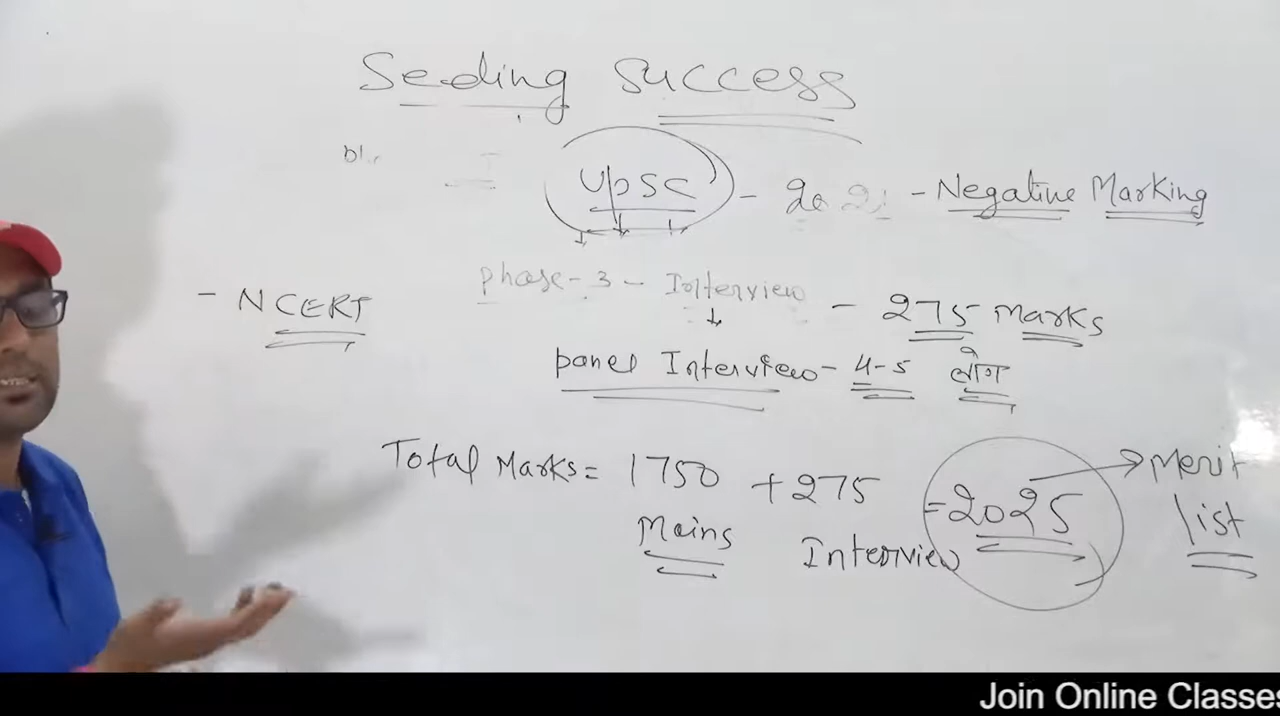 Seeding Success
UPSC - 2021 - Negative Marking
Phase-3 - Interview - 275 Marks
- NCERT
Panel Interview - 4-5 लोग
Total Marks = 1750 + 275 = 2025 → Merit list
Mains Interview
Join Online Classes